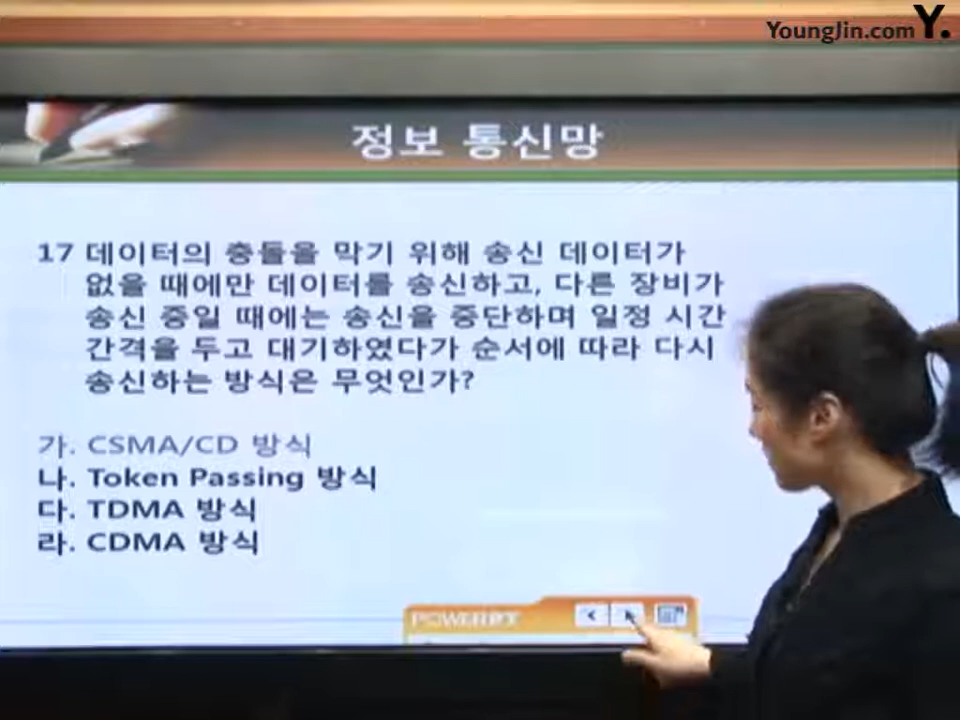 YoungJin.com Y.
정보 통신망
17 데이터의 충돌을 막기 위해 송신 데이터가
없을 때에만 데이터를 송신하고, 다른 장비가
송신 중일 때에는 송신을 중단하며 일정 시간
간격을 두고 대기하였다가 순서에 따라 다시
송신하는 방식은 무엇인가?
가. CSMA/CD 방식
나. Token Passing 방식
다. TDMA 방식
라. CDMA 방식